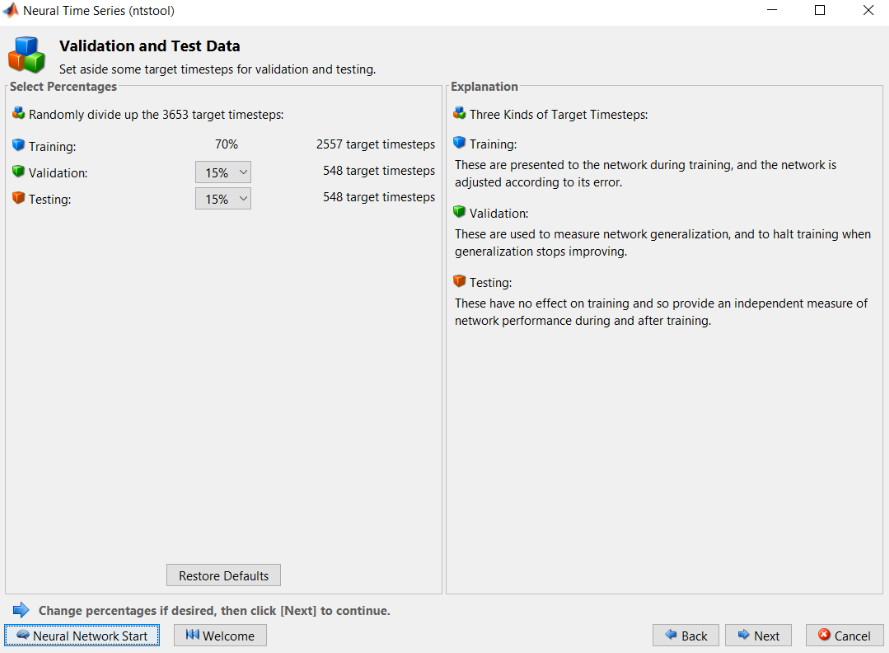 Neural Time Series (ntstool)
Validation and Test Data
Set aside some target timesteps for validation and testing.
Select Percentages
Randomly divide up the 3653 target timesteps:
Training: 70% 2557 target timesteps
Validation: 15% 548 target timesteps
Testing: 15% 548 target timesteps
Restore Defaults
Explanation
Three Kinds of Target Timesteps:
Training:
These are presented to the network during training, and the network is
adjusted according to its error.
Validation:
These are used to measure network generalization, and to halt training when
generalization stops improving.
Testing:
These have no effect on training and so provide an independent measure of
network performance during and after training.
Change percentages if desired, then click [Next] to continue.
Neural Network Start Welcome Back Next Cancel